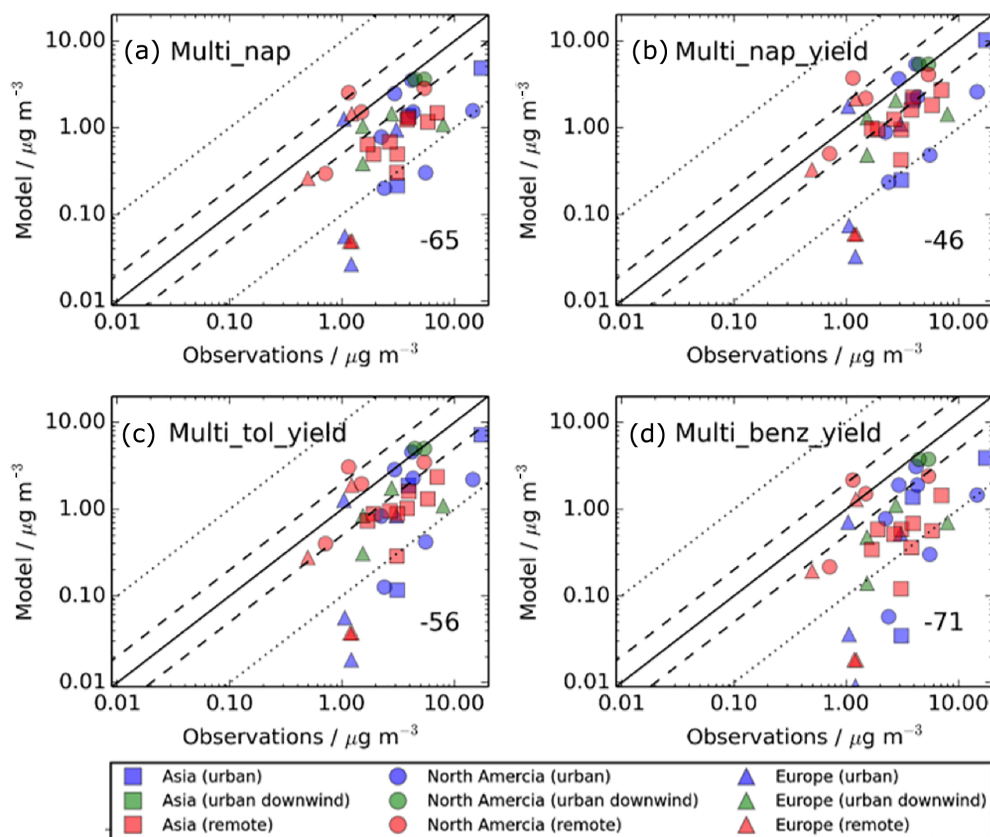 (a) Multi_nap
10.00
1.00
0.10
0.01
Model / μg m⁻³
-65
0.01 0.10 1.00 10.00
Observations / μg m⁻³
(b) Multi_nap_yield
10.00
1.00
0.10
0.01
Model / μg m⁻³
-46
0.01 0.10 1.00 10.00
Observations / μg m⁻³
(c) Multi_tol_yield
10.00
1.00
0.10
0.01
Model / μg m⁻³
-56
0.01 0.10 1.00 10.00
Observations / μg m⁻³
(d) Multi_benz_yield
10.00
1.00
0.10
0.01
Model / μg m⁻³
-71
0.01 0.10 1.00 10.00
Observations / μg m⁻³
Asia (urban) North Amercia (urban) Europe (urban)
Asia (urban downwind) North Amercia (urban downwind) Europe (urban downwind)
Asia (remote) North Amercia (remote) Europe (remote)